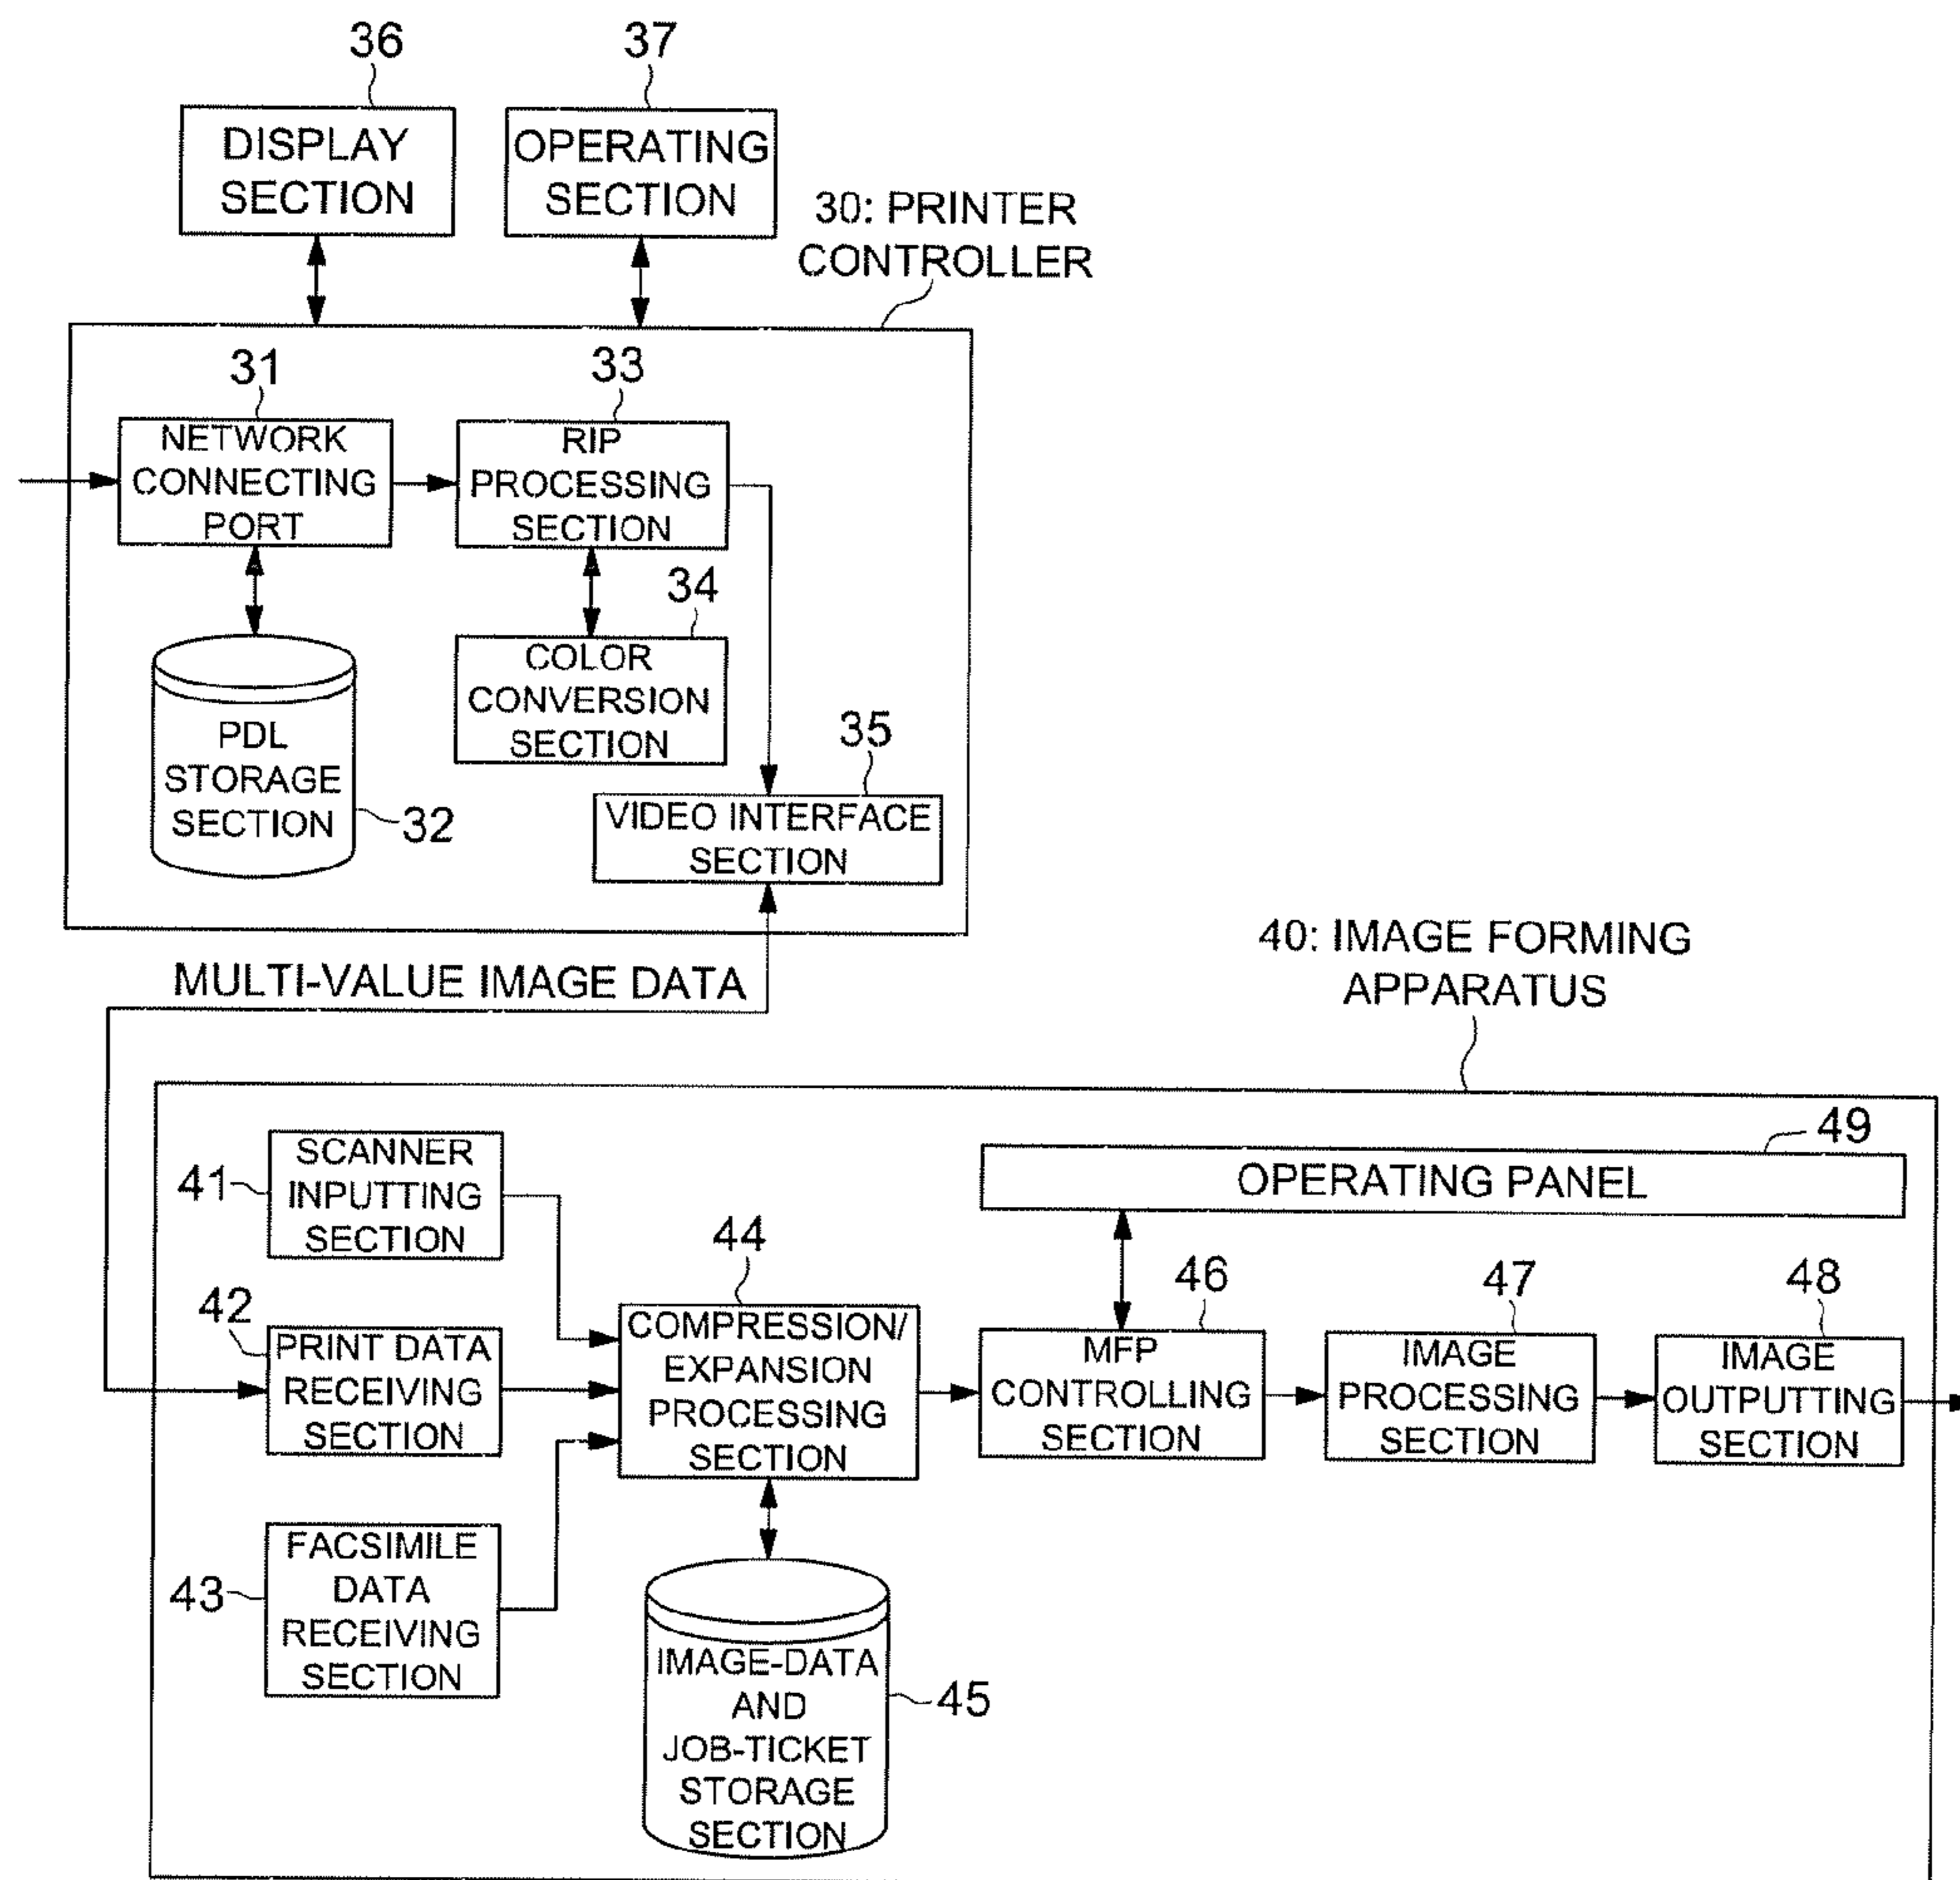 36
37
DISPLAY
SECTION
OPERATING
SECTION
30: PRINTER
CONTROLLER
31
33
NETWORK
CONNECTING
PORT
RIP
PROCESSING
SECTION
34
COLOR
CONVERSION
SECTION
PDL
STORAGE
SECTION
32
35
VIDEO INTERFACE
SECTION
MULTI-VALUE IMAGE DATA
40: IMAGE FORMING
APPARATUS
41
SCANNER
INPUTTING
SECTION
49
OPERATING PANEL
42
PRINT DATA
RECEIVING
SECTION
44
COMPRESSION/
EXPANSION
PROCESSING
SECTION
46
MFP
CONTROLLING
SECTION
47
IMAGE
PROCESSING
SECTION
48
IMAGE
OUTPUTTING
SECTION
43
FACSIMILE
DATA
RECEIVING
SECTION
IMAGE-DATA
AND
JOB-TICKET
STORAGE
SECTION
45